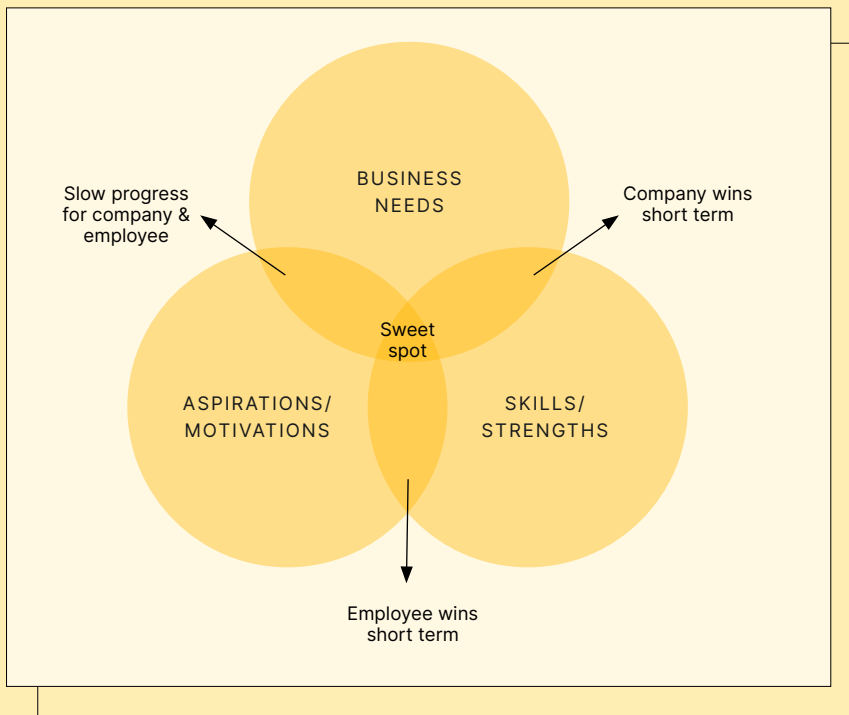 BUSINESS
NEEDS
Slow progress
for company &
employee
Company wins
short term
Sweet
spot
ASPIRATIONS/
MOTIVATIONS
SKILLS/
STRENGTHS
Employee wins
short term